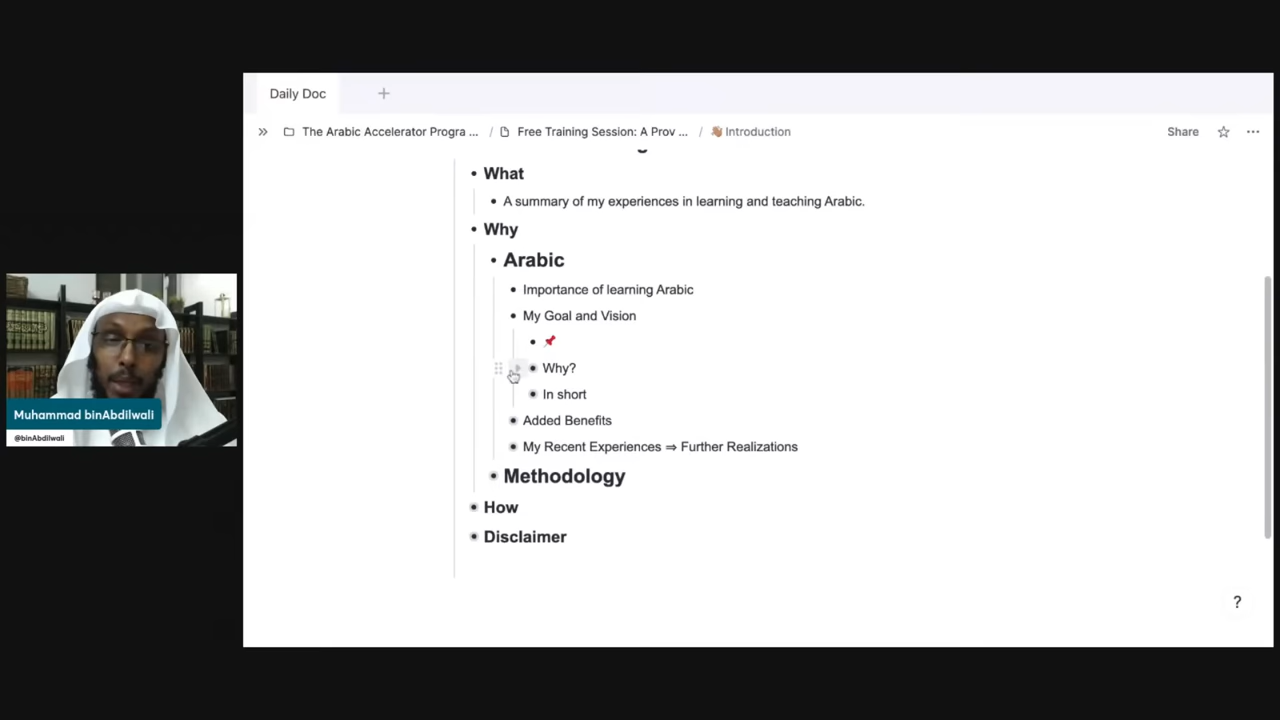 Daily Doc
The Arabic Accelerator Progra ... / Free Training Session: A Prov ... / Introduction
Share
What
A summary of my experiences in learning and teaching Arabic.
Why
Arabic
Importance of learning Arabic
My Goal and Vision
Why?
In short
Added Benefits
My Recent Experiences ⇒ Further Realizations
Methodology
How
Disclaimer
?
Muhammad binAbdilwali
@binAbdilwali